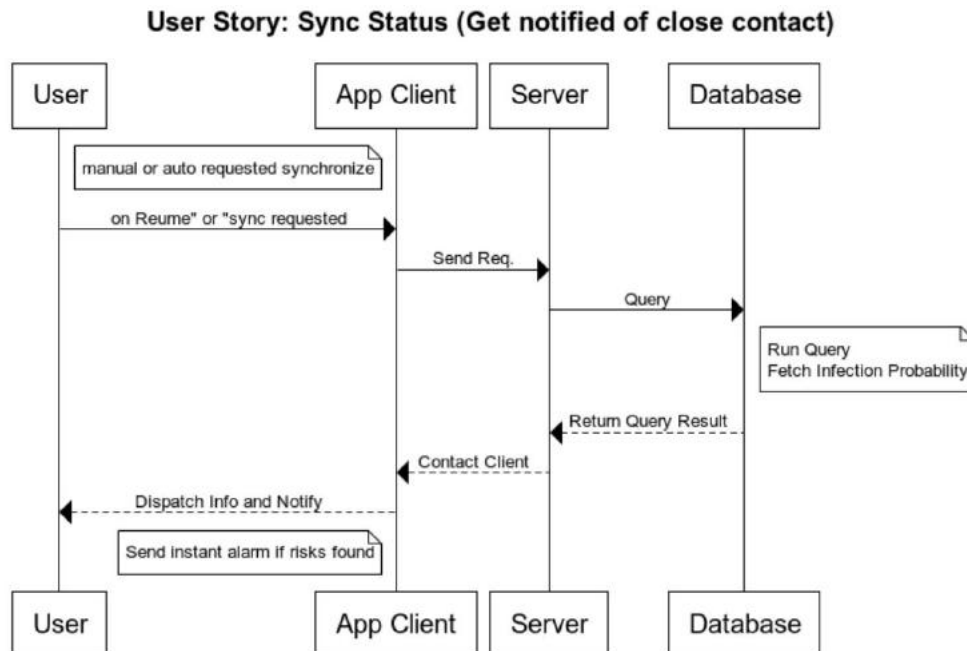 User Story: Sync Status (Get notified of close contact)
User
App Client
Server
Database
manual or auto requested synchronize
on Reume" or "sync requested
Send Req.
Query
Run Query
Fetch Infection Probability
Return Query Result
Contact Client
Dispatch Info and Notify
Send instant alarm if risks found
User
App Client
Server
Database